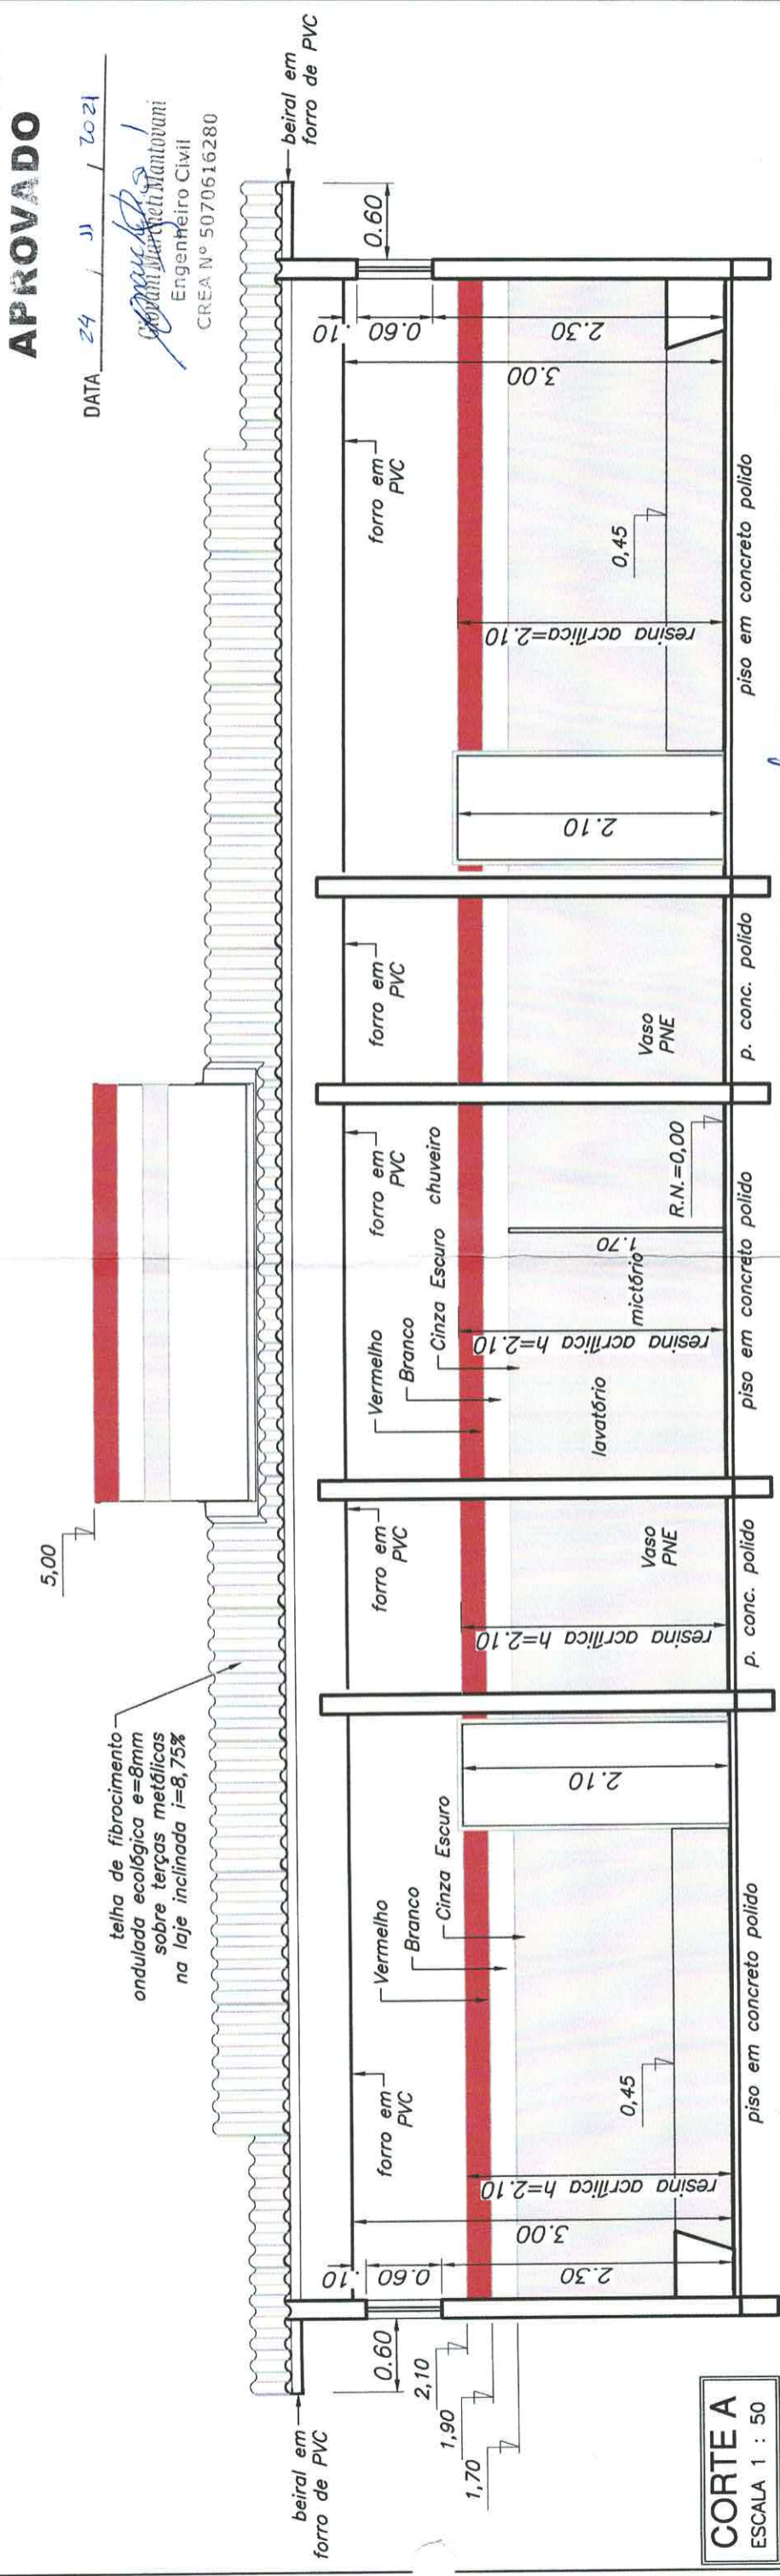 APROVADO
DATA 24 / 11 / 2021
Giovani Marcheti Mantovani
Engenheiro Civil
CREA Nº 5070616280
5,00
telha de fibrocimento
ondulada ecológica e=8mm
sobre terças metálicas
na laje inclinada i=8,75%
beiral em
forro de PVC
beiral em
forro de PVC
0.60
0.60
2,10
1,90
1,70
.10
0.60
2.30
3.00
resina acrílica h=2.10
forro em
PVC
Vermelho
Branco
Cinza Escuro
0,45
2.10
piso em concreto polido
forro em
PVC
resina acrílica h=2.10
Vaso
PNE
p. conc. polido
Vermelho
Branco
Cinza Escuro
forro em
PVC
chuveiro
lavatório
resina acrílica h=2.10
mictório
1.70
R.N.=0,00
piso em concreto polido
forro em
PVC
Vaso
PNE
p. conc. polido
2.10
forro em
PVC
resina acrílica=2.10
0,45
3.00
.10
0.60
2.30
piso em concreto polido
CORTE A
ESCALA 1 : 50